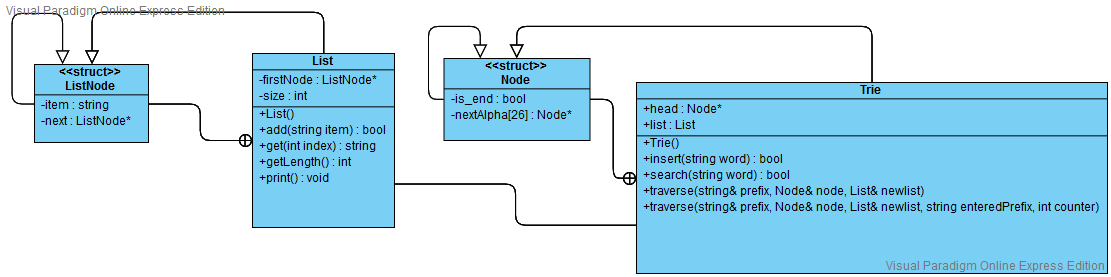 Visual Paradigm Online Express Edition
<<struct>>
ListNode
-item : string
-next : ListNode*
List
-firstNode : ListNode*
-size : int
+List()
+add(string item) : bool
+get(int index) : string
+getLength() : int
+print() : void
<<struct>>
Node
-is_end : bool
-nextAlpha[26] : Node*
Trie
+head : Node*
+list : List
+Trie()
+insert(string word) : bool
+search(string word) : bool
+traverse(string& prefix, Node& node, List& newlist)
+traverse(string& prefix, Node& node, List& newlist, string enteredPrefix, int counter)
Visual Paradigm Online Express Edition